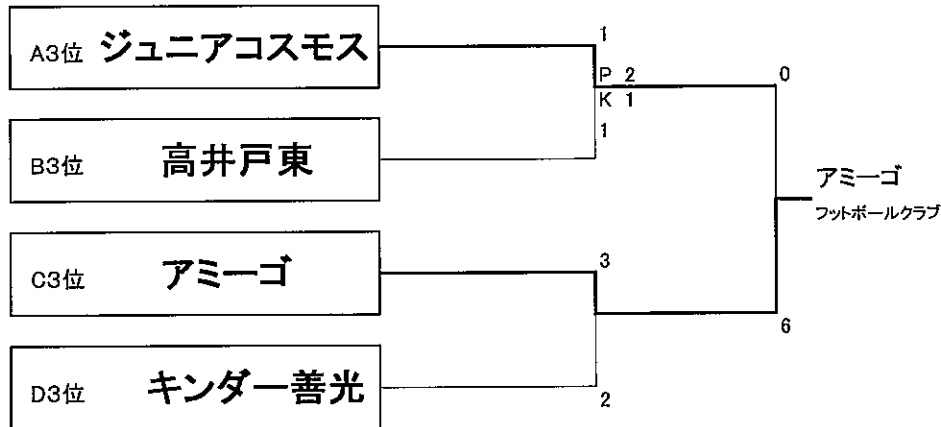 A3位 ジュニアコスモス
1
P 2
K 1
0
1
B3位 高井戸東
アミーゴ
フットボールクラブ
C3位 アミーゴ
3
6
D3位 キンダー善光
2